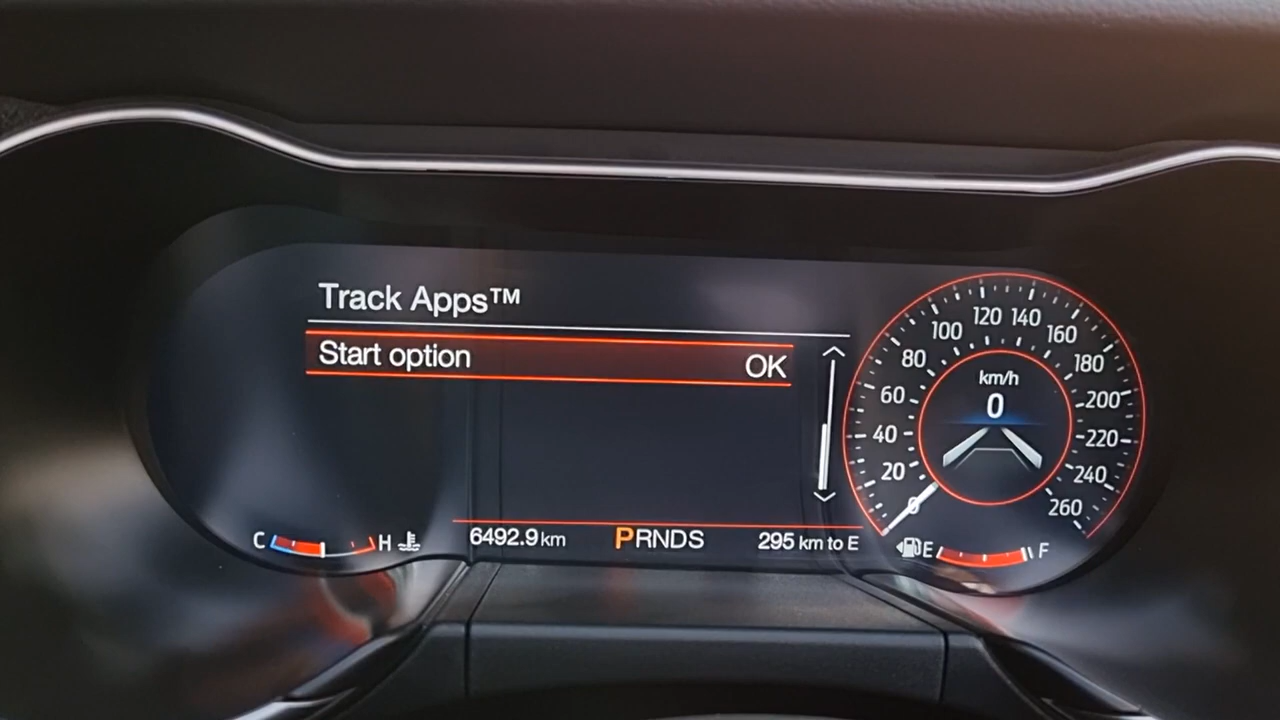 Track Apps™
Start option OK
km/h
0
0
20
40
60
80
100
120
140
160
180
200
220
240
260
C H
6492.9 km
PRNDS
295 km to E
E F